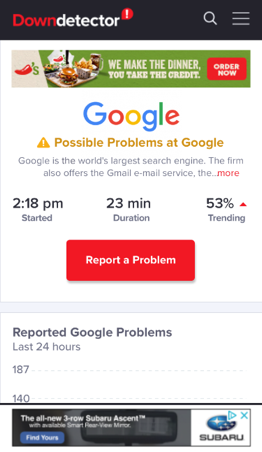 Downdetector
WE MAKE THE DINNER,
YOU TAKE THE CREDIT.
ORDER
NOW
Google
Possible Problems at Google
Google is the world's largest search engine. The firm
also offers the Gmail e-mail service, the...more
2:18 pm
23 min
53%
Started
Duration
Trending
Report a Problem
Reported Google Problems
Last 24 hours
187
140
The all-new 3-row Subaru Ascent™
with available Smart Rear-View Mirror.
Find Yours
SUBARU